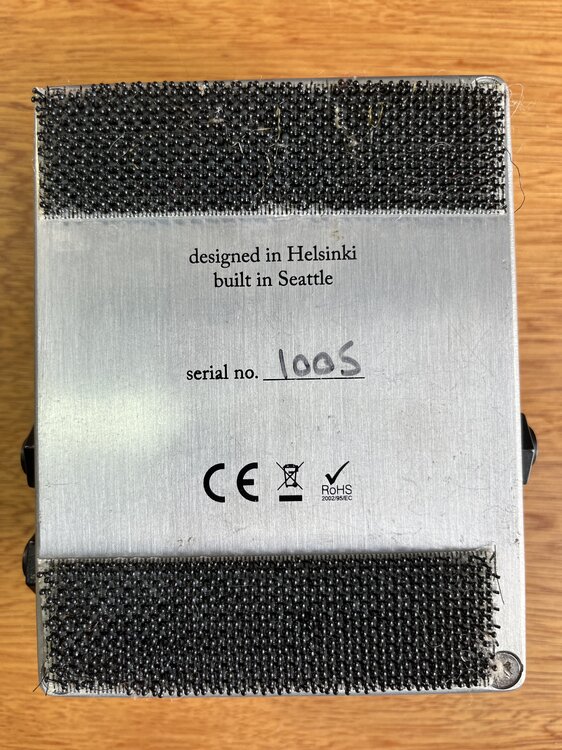 designed in Helsinki
built in Seattle
serial no. 1005
CE
RoHS
2002/95/EC